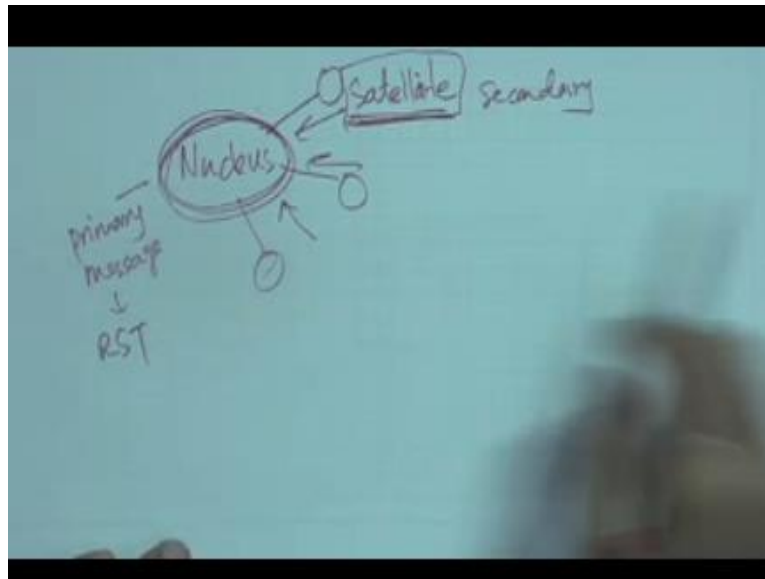 satellite secondary
Nucleus
primary
message
RST